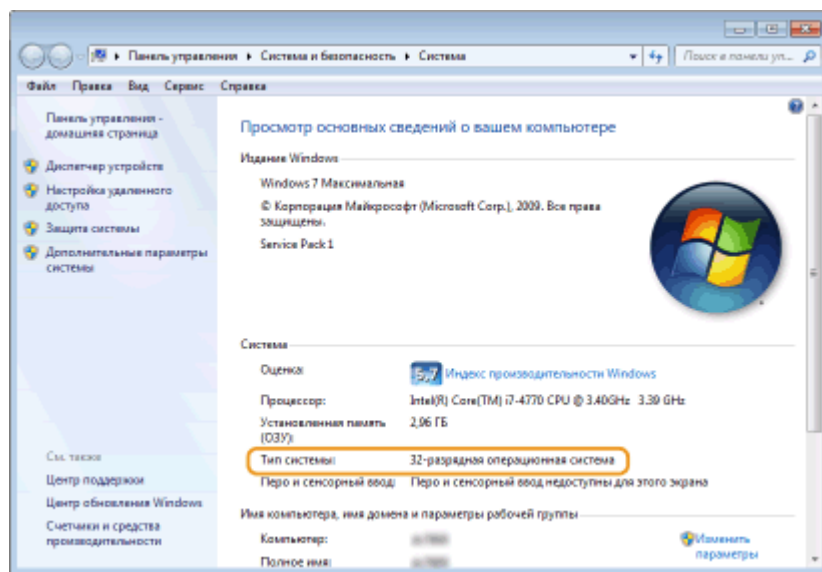 Панель управления ▸ Система и безопасность ▸ Система
Поиск в панели уп...
Файл Правка Вид Сервис Справка
Панель управления -
домашняя страница
Диспетчер устройств
Настройка удаленного
доступа
Защита системы
Дополнительные параметры
системы
См. также
Центр поддержки
Центр обновления Windows
Счетчики и средства
производительности
Просмотр основных сведений о вашем компьютере
Издание Windows
Windows 7 Максимальная
© Корпорация Майкрософт (Microsoft Corp.), 2009. Все права
защищены.
Service Pack 1
Система
Оценка: 5,7 Индекс производительности Windows
Процессор: Intel(R) Core(TM) i7-4770 CPU @ 3.40GHz 3.39 GHz
Установленная память
(ОЗУ): 2,96 ГБ
Тип системы: 32-разрядная операционная система
Перо и сенсорный ввод: Перо и сенсорный ввод недоступны для этого экрана
Имя компьютера, имя домена и параметры рабочей группы
Компьютер:
Полное имя:
Изменить
параметры